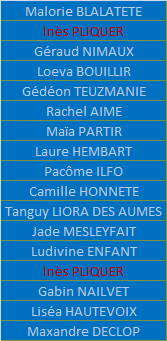 Malorie BLALATETE
Inès PLIQUER
Géraud NIMAUX
Loeva BOUILLIR
Gédéon TEUZMANIE
Rachel AIME
Maïa PARTIR
Laure HEMBART
Pacôme ILFO
Camille HONNETE
Tanguy LIORA DES AUMES
Jade MESLEYFAIT
Ludivine ENFANT
Inès PLIQUER
Gabin NAILVET
Liséa HAUTEVOIX
Maxandre DECLOP